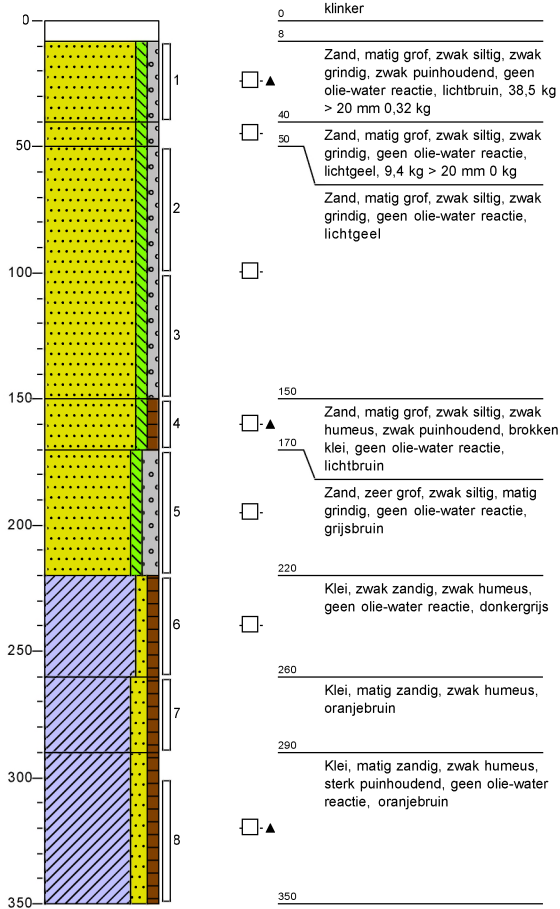 0
0
klinker
8
Zand, matig grof, zwak siltig, zwak
grindig, zwak puinhoudend, geen
olie-water reactie, lichtbruin, 38,5 kg
> 20 mm 0,32 kg
1
40
Zand, matig grof, zwak siltig, zwak
grindig, geen olie-water reactie,
lichtgeel, 9,4 kg > 20 mm 0 kg
50
50
Zand, matig grof, zwak siltig, zwak
grindig, geen olie-water reactie,
lichtgeel
2
100
3
150
150
Zand, matig grof, zwak siltig, zwak
humeus, zwak puinhoudend, brokken
klei, geen olie-water reactie,
lichtbruin
4
170
Zand, zeer grof, zwak siltig, matig
grindig, geen olie-water reactie,
grijsbruin
5
200
220
Klei, zwak zandig, zwak humeus,
geen olie-water reactie, donkergrijs
6
250
260
Klei, matig zandig, zwak humeus,
oranjebruin
7
290
Klei, matig zandig, zwak humeus,
sterk puinhoudend, geen olie-water
reactie, oranjebruin
300
8
350
350